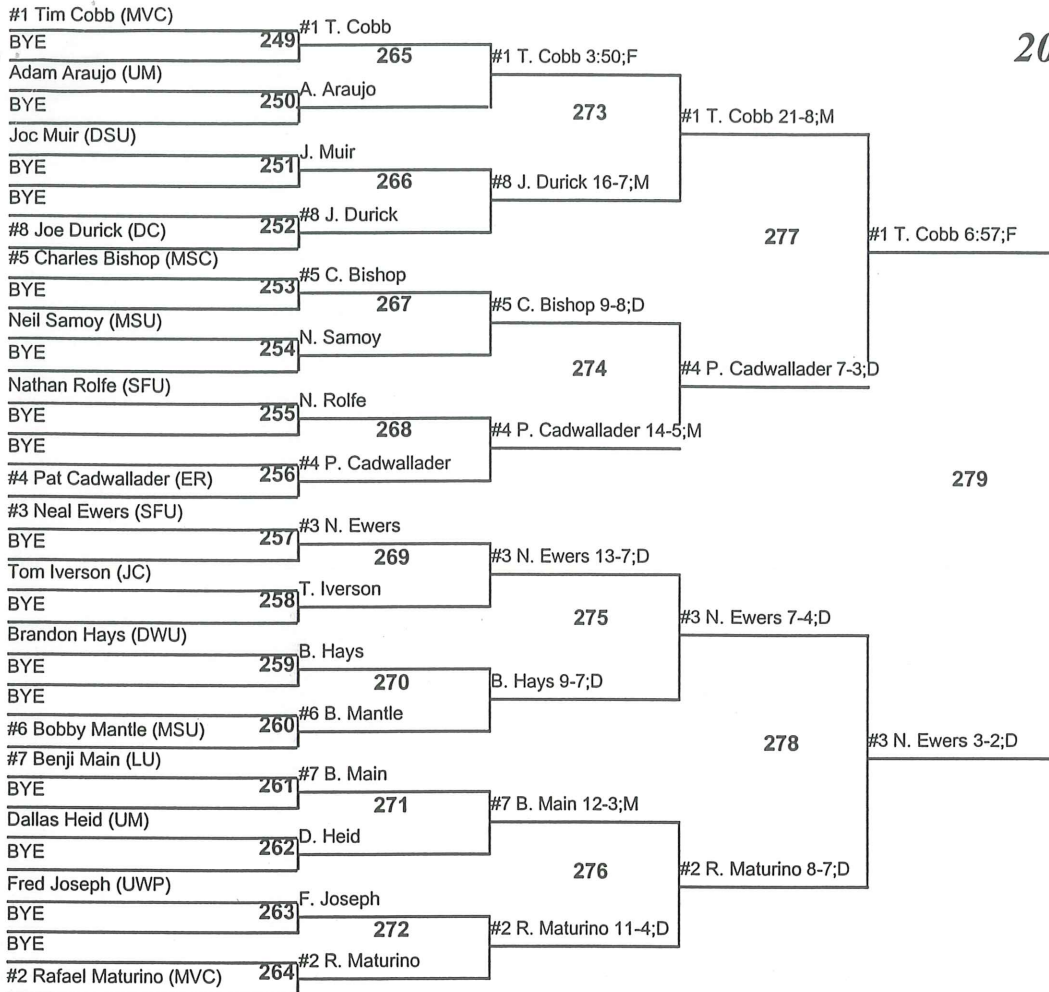 #1 Tim Cobb (MVC)
BYE
249
#1 T. Cobb
265
Adam Araujo (UM)
BYE
250
A. Araujo
#1 T. Cobb 3:50;F
273
Joc Muir (DSU)
BYE
251
J. Muir
266
BYE
#8 Joe Durick (DC)
252
#8 J. Durick
#8 J. Durick 16-7;M
#1 T. Cobb 21-8;M
277
#5 Charles Bishop (MSC)
BYE
253
#5 C. Bishop
267
Neil Samoy (MSU)
BYE
254
N. Samoy
#5 C. Bishop 9-8;D
274
Nathan Rolfe (SFU)
BYE
255
N. Rolfe
268
BYE
#4 Pat Cadwallader (ER)
256
#4 P. Cadwallader
#4 P. Cadwallader 14-5;M
#4 P. Cadwallader 7-3;D
#1 T. Cobb 6:57;F
279
#3 Neal Ewers (SFU)
BYE
257
#3 N. Ewers
269
Tom Iverson (JC)
BYE
258
T. Iverson
#3 N. Ewers 13-7;D
275
Brandon Hays (DWU)
BYE
259
B. Hays
270
BYE
#6 Bobby Mantle (MSU)
260
#6 B. Mantle
B. Hays 9-7;D
#3 N. Ewers 7-4;D
278
#7 Benji Main (LU)
BYE
261
#7 B. Main
271
Dallas Heid (UM)
BYE
262
D. Heid
#7 B. Main 12-3;M
276
Fred Joseph (UWP)
BYE
263
F. Joseph
272
BYE
#2 Rafael Maturino (MVC)
264
#2 R. Maturino
#2 R. Maturino 11-4;D
#2 R. Maturino 8-7;D
#3 N. Ewers 3-2;D
20